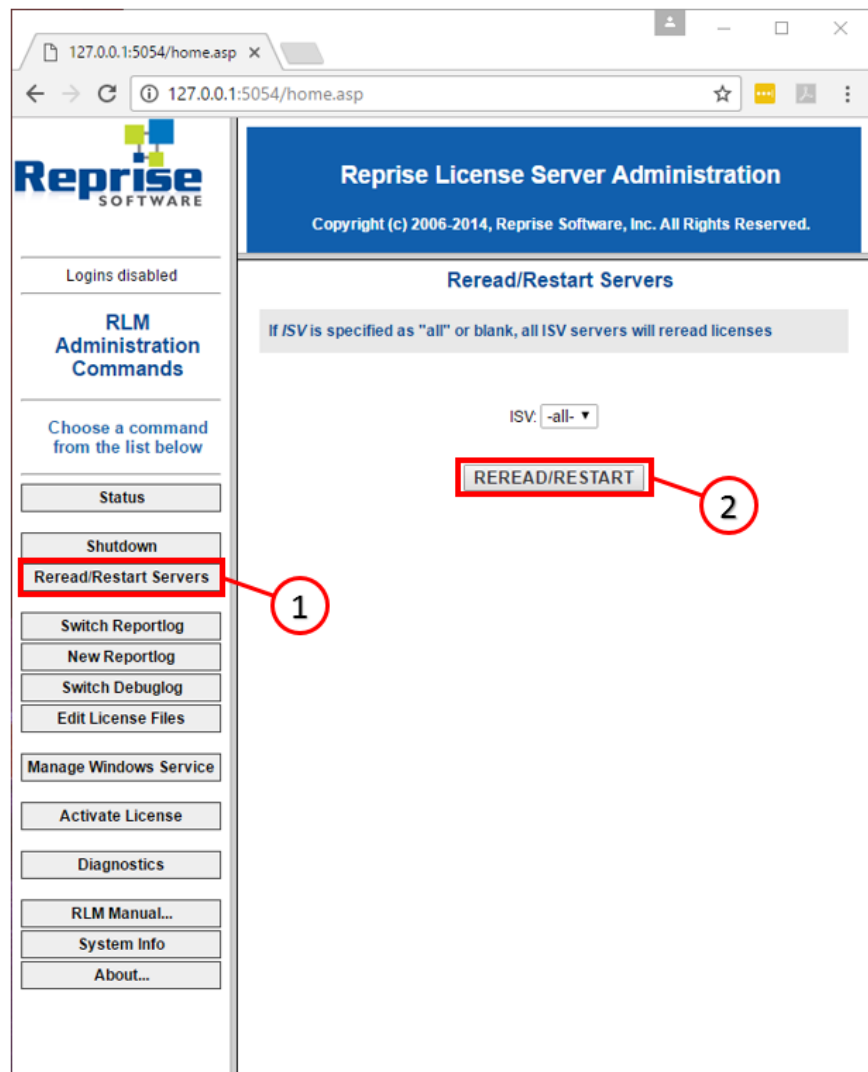 127.0.0.1:5054/home.asp
127.0.0.1:5054/home.asp
Reprise
SOFTWARE
Reprise License Server Administration
Copyright (c) 2006-2014, Reprise Software, Inc. All Rights Reserved.
Logins disabled
RLM
Administration
Commands
Choose a command
from the list below
Status
Shutdown
Reread/Restart Servers
1
Switch Reportlog
New Reportlog
Switch Debuglog
Edit License Files
Manage Windows Service
Activate License
Diagnostics
RLM Manual...
System Info
About...
Reread/Restart Servers
If ISV is specified as "all" or blank, all ISV servers will reread licenses
ISV: -all-
REREAD/RESTART
2